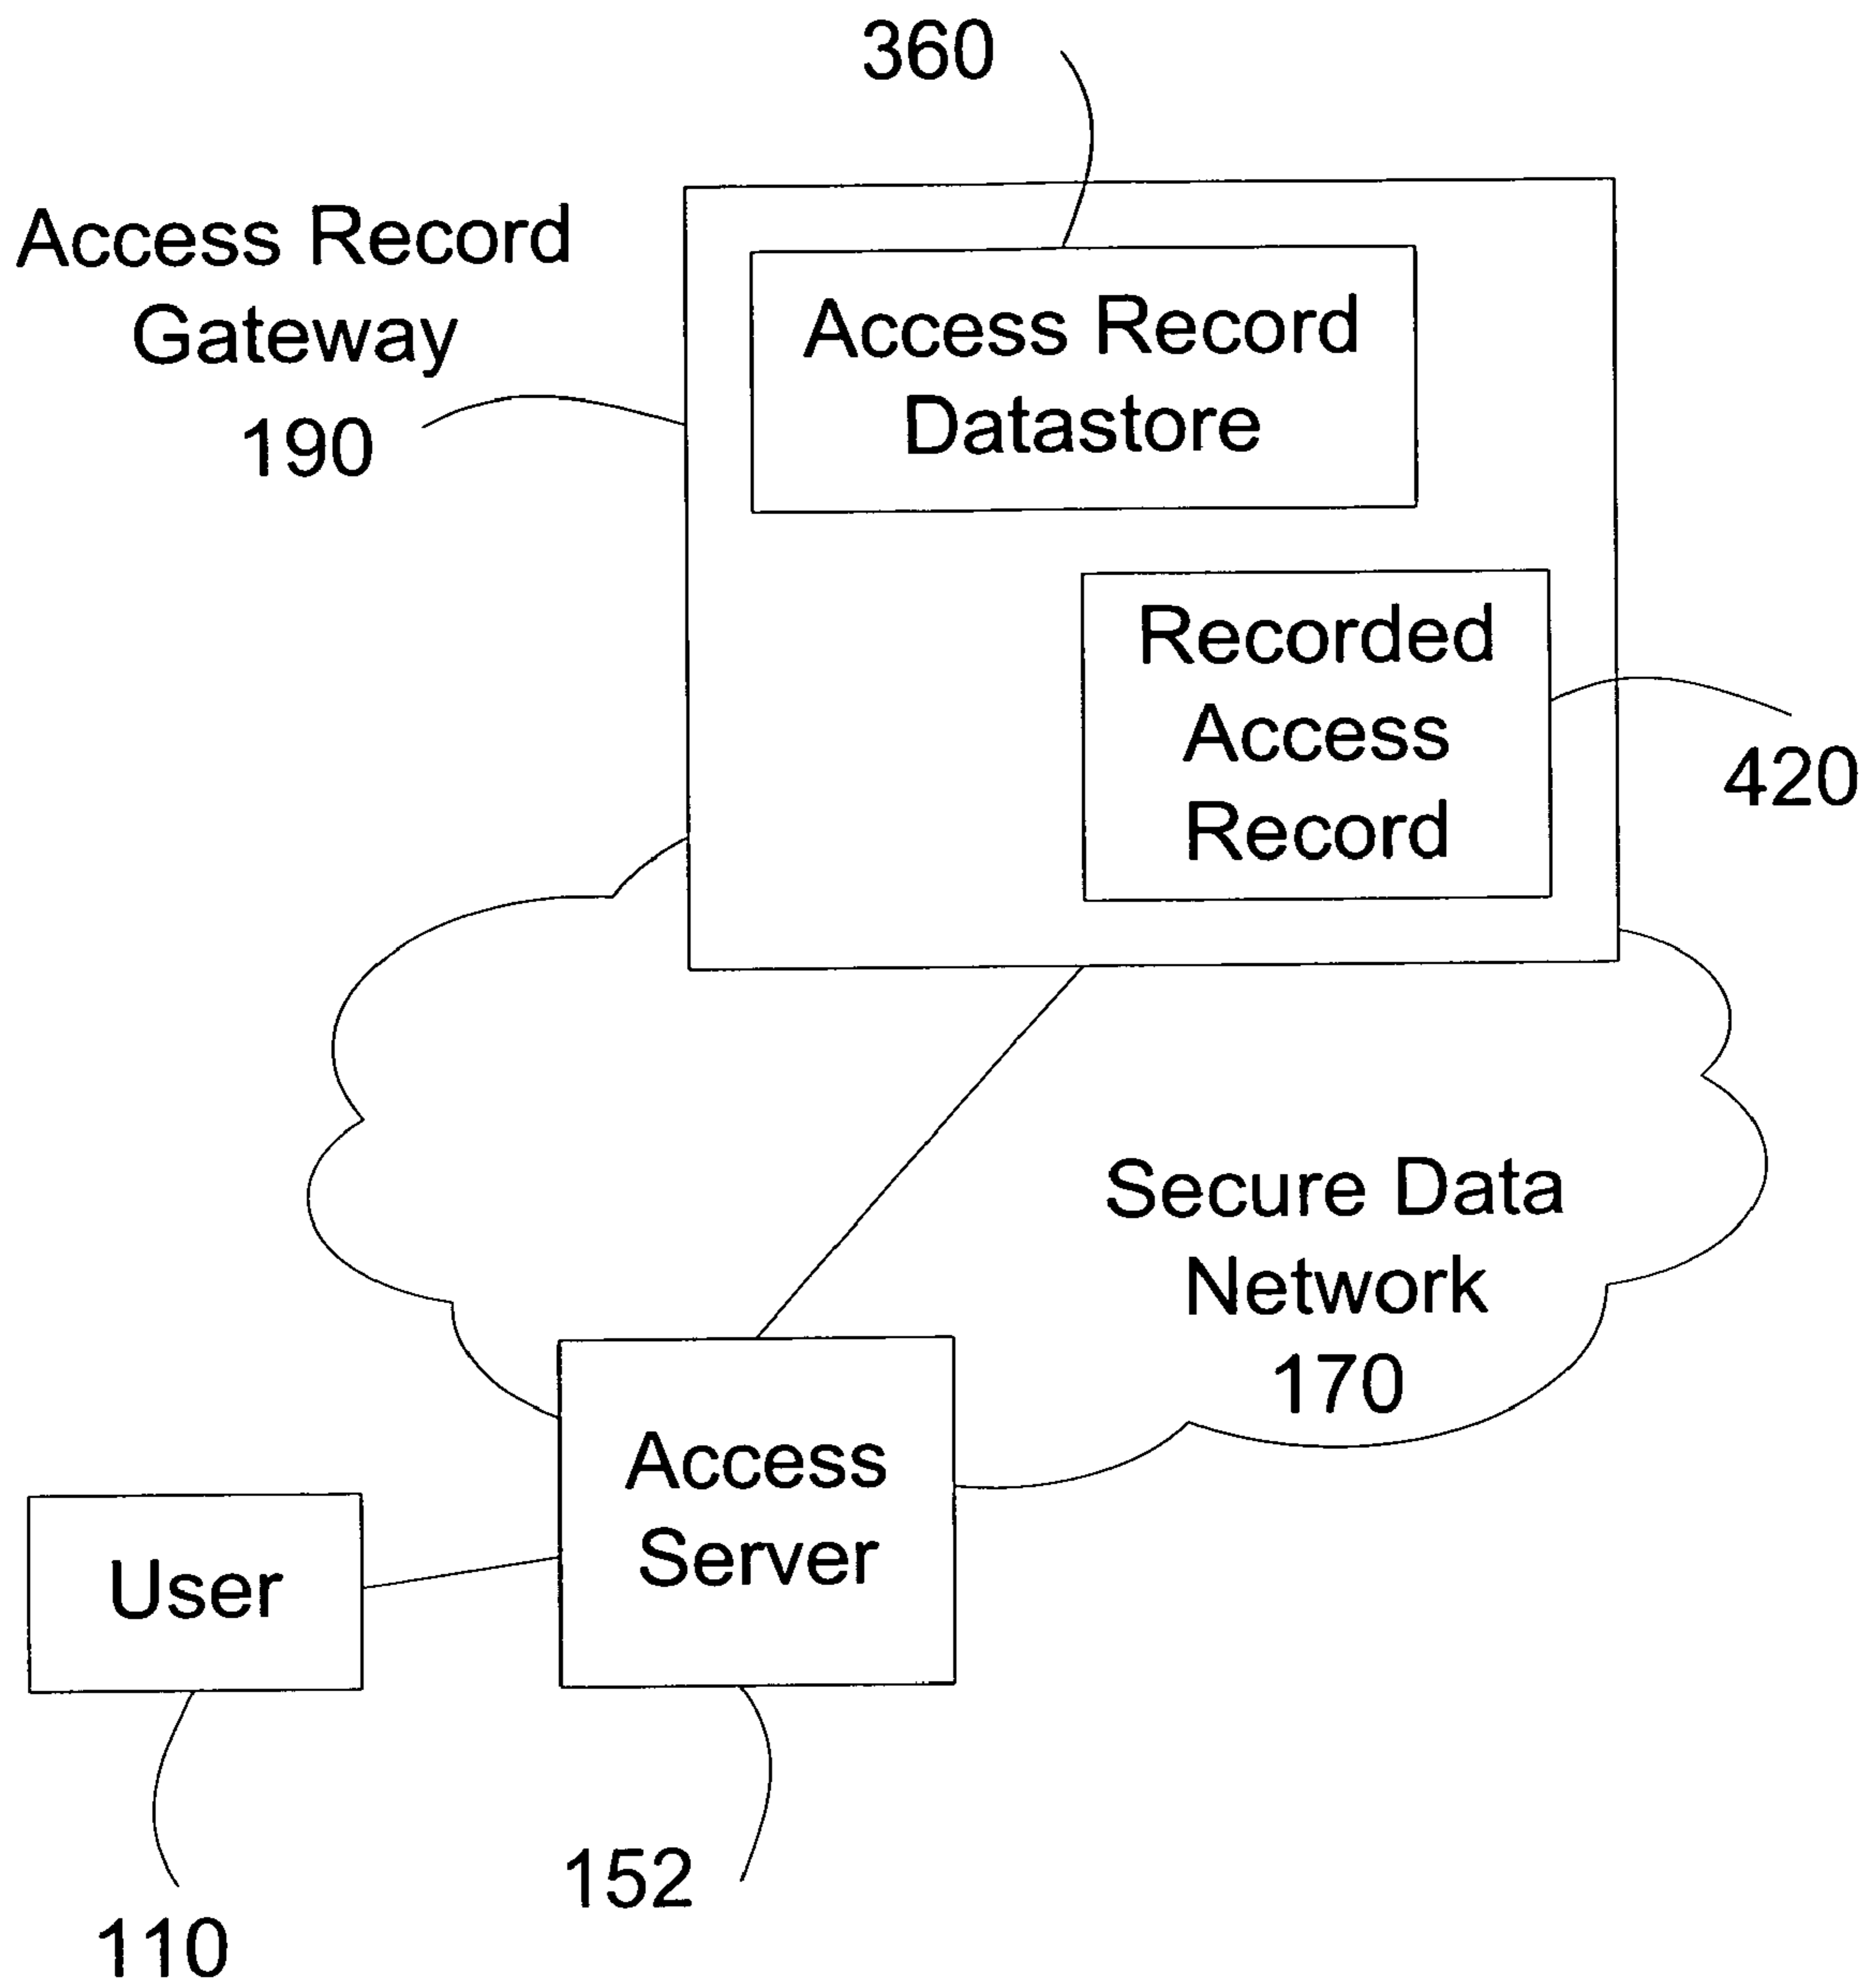 360
Access Record
Gateway
190
Access Record
Datastore
Recorded
Access
Record
420
Secure Data
Network
170
Access
Server
User
152
110